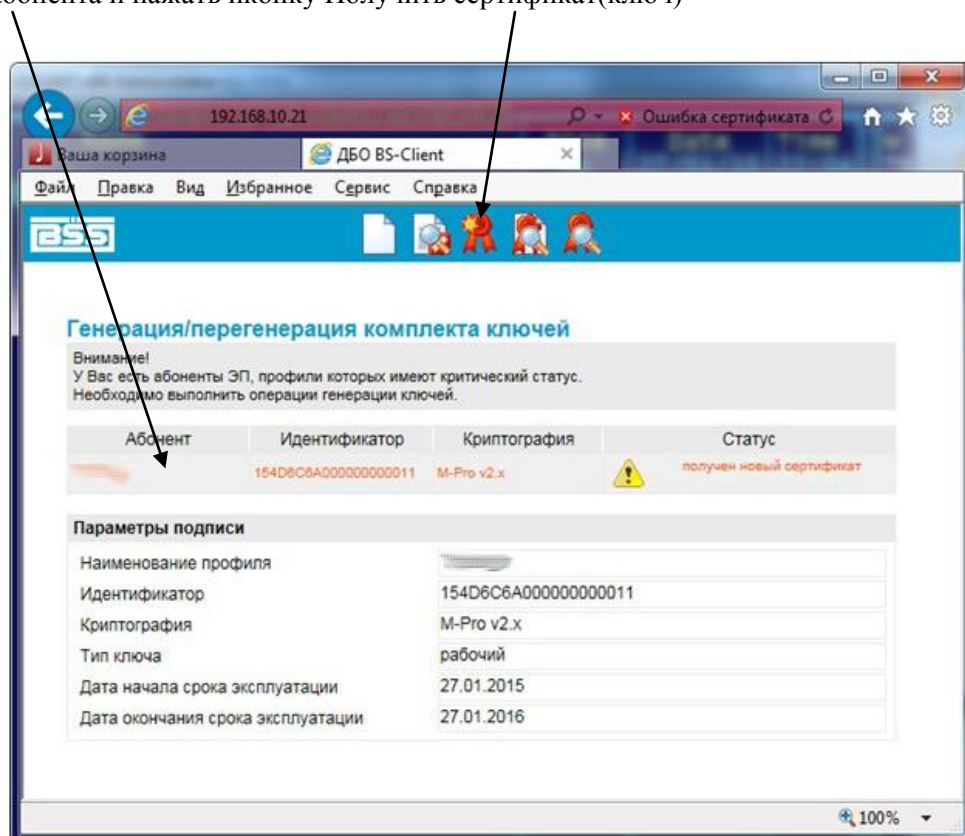 и нажать иконку Получить сертификат(ключ)
192.168.10.21
Ошибка сертификата
Ваша корзина
ДБО BS-Client
Файл Правка Вид Избранное Сервис Справка
BSS
Генерация/перегенерация комплекта ключей
Внимание!
У Вас есть абоненты ЭП, профили которых имеют критический статус.
Необходимо выполнить операции генерации ключей.
Абонент Идентификатор Криптография Статус
154D6C6A000000000011 M-Pro v2.x получен новый сертификат
Параметры подписи
Наименование профиля
Идентификатор 154D6C6A000000000011
Криптография M-Pro v2.x
Тип ключа рабочий
Дата начала срока эксплуатации 27.01.2015
Дата окончания срока эксплуатации 27.01.2016
100%